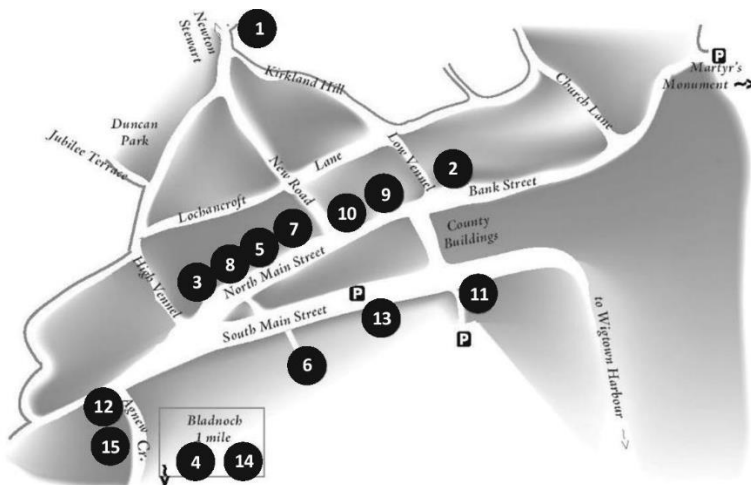 1
Newton
Stewart
Kirkland Hill
P
Martyr's
Monument
Church Lane
Duncan
Park
Jubilee Terrace
Low Vennel
2
Lane
New Road
Bank Street
Lochancroft
10
9
County
Buildings
7
5
8
3
North Main Street
High Vennel
P
11
South Main Street
13
to Wigtown Harbour
P
6
12
Agnew Cr.
15
Bladnoch
1 mile
4
14